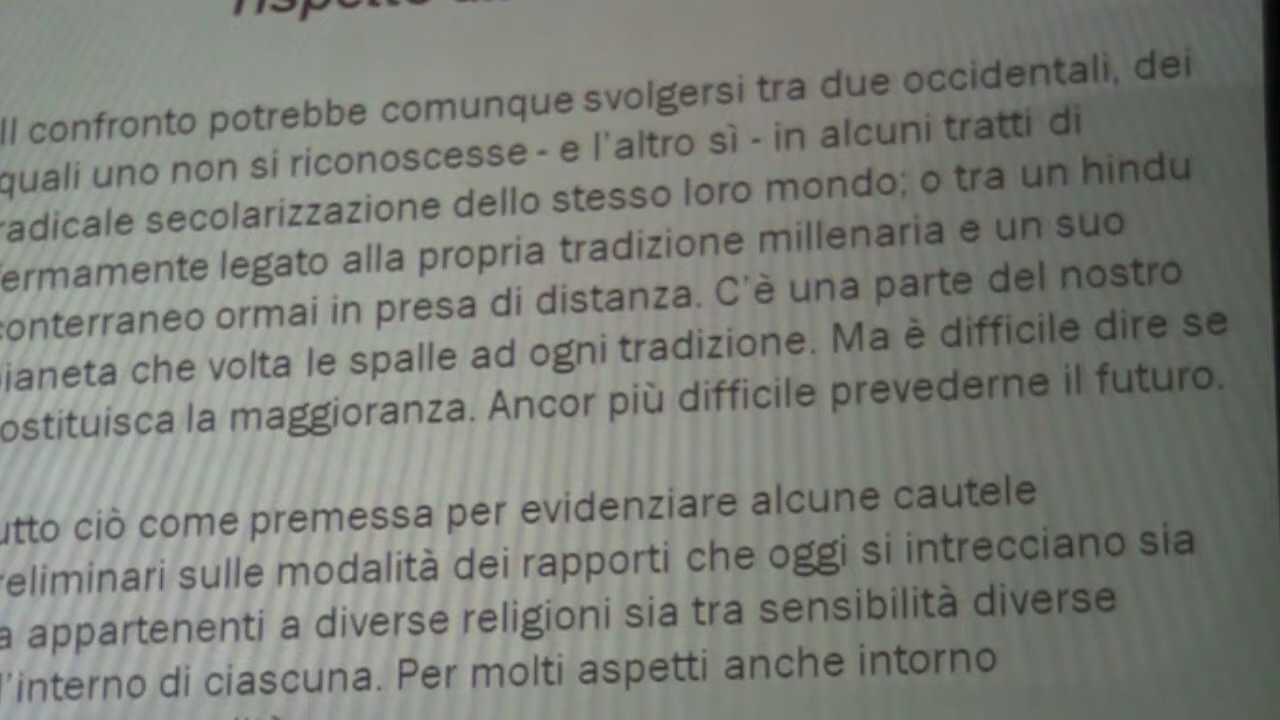 Il confronto potrebbe comunque svolgersi tra due occidentali, dei
quali uno non si riconoscesse - e l'altro sì - in alcuni tratti di
radicale secolarizzazione dello stesso loro mondo; o tra un hindu
fermamente legato alla propria tradizione millenaria e un suo
conterraneo ormai in presa di distanza. C'è una parte del nostro
pianeta che volta le spalle ad ogni tradizione. Ma è difficile dire se
costituisca la maggioranza. Ancor più difficile prevederne il futuro.
utto ciò come premessa per evidenziare alcune cautele
reliminari sulle modalità dei rapporti che oggi si intrecciano sia
a appartenenti a diverse religioni sia tra sensibilità diverse
l'interno di ciascuna. Per molti aspetti anche intorno